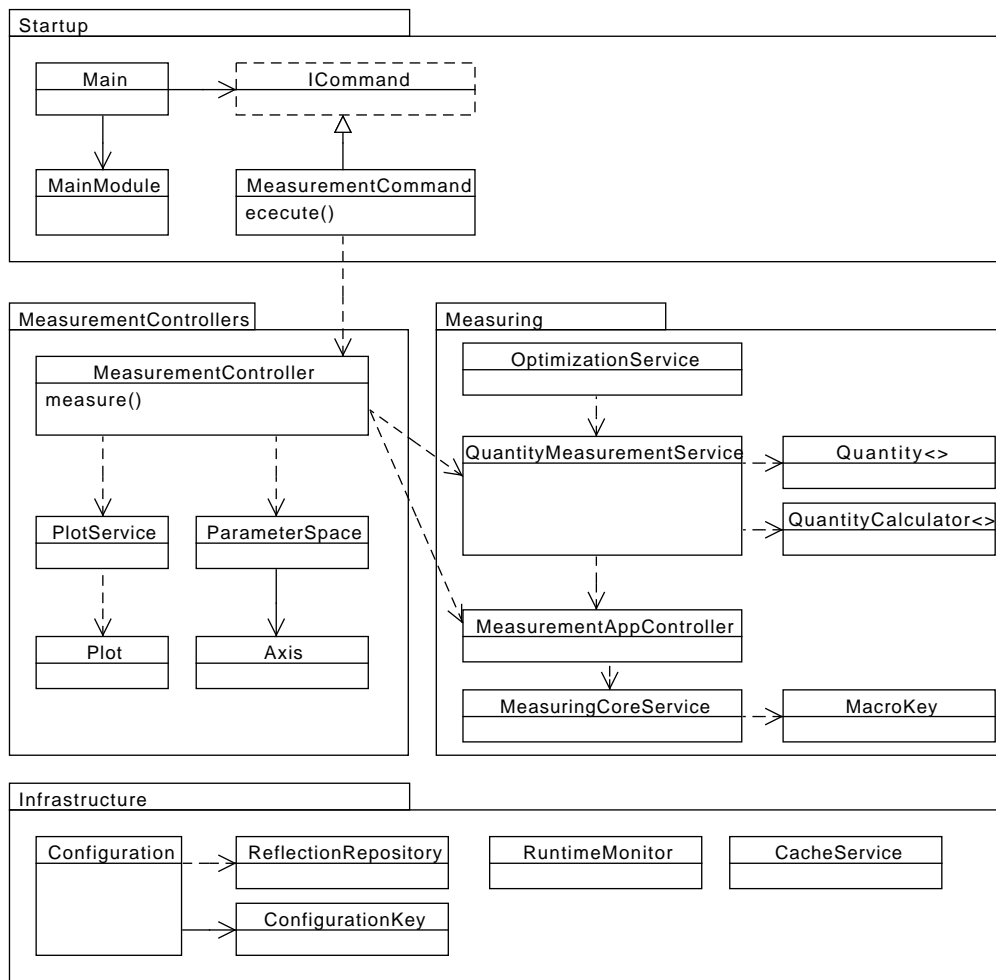 Startup
Main
ICommand
MainModule
MeasurementCommand
ececute()
MeasurementControllers
Measuring
MeasurementController
measure()
OptimizationService
QuantityMeasurementService
Quantity<>
QuantityCalculator<>
PlotService
ParameterSpace
MeasurementAppController
Plot
Axis
MeasuringCoreService
MacroKey
Infrastructure
Configuration
ReflectionRepository
RuntimeMonitor
CacheService
ConfigurationKey